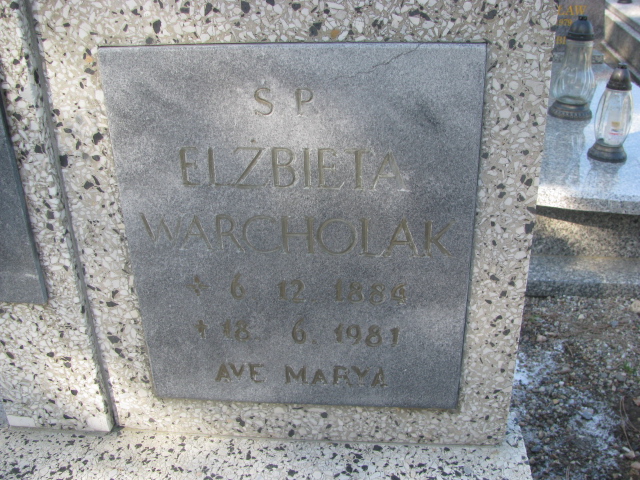 Ś P
ELŻBIETA
WARCHOLAK
6. 12 1884
+ 18. 6. 1981
AVE MARYA